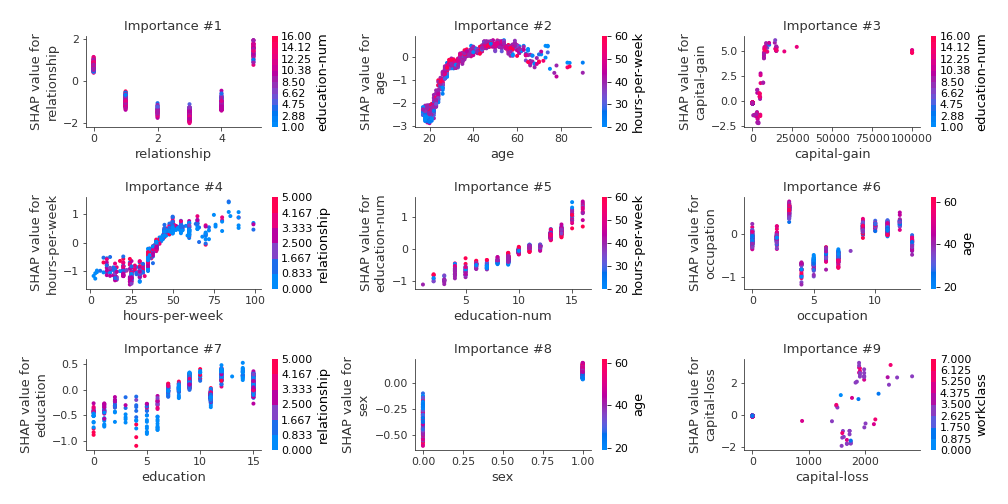 Importance #1
SHAP value for
relationship
2
0
−2
0
2
4
relationship
16.00
14.12
12.25
10.38
8.50
6.62
4.75
2.88
1.00
education-num
Importance #2
SHAP value for
age
0
−1
−2
−3
20
40
60
80
age
60
50
40
30
20
hours-per-week
Importance #3
SHAP value for
capital-gain
5.0
2.5
0.0
−2.5
0
25000
50000
75000
100000
capital-gain
16.00
14.12
12.25
10.38
8.50
6.62
4.75
2.88
1.00
education-num
Importance #4
SHAP value for
hours-per-week
1
0
−1
0
25
50
75
100
hours-per-week
5.000
4.167
3.333
2.500
1.667
0.833
0.000
relationship
Importance #5
SHAP value for
education-num
1
0
−1
5
10
15
education-num
60
50
40
30
20
hours-per-week
Importance #6
SHAP value for
occupation
0
−1
0
5
10
occupation
60
40
20
age
Importance #7
SHAP value for
education
0.5
0.0
−0.5
−1.0
0
5
10
15
education
5.000
4.167
3.333
2.500
1.667
0.833
0.000
relationship
Importance #8
SHAP value for
sex
0.00
−0.25
−0.50
0.00
0.25
0.50
0.75
1.00
sex
60
40
20
age
Importance #9
SHAP value for
capital-loss
2
0
−2
0
1000
2000
capital-loss
7.000
6.125
5.250
4.375
3.500
2.625
1.750
0.875
0.000
workclass